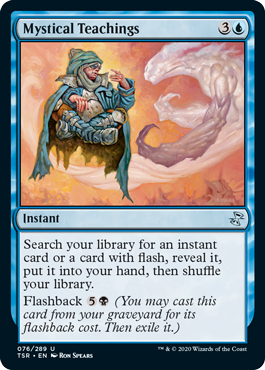 Mystical Teachings 3
Instant
Search your library for an instant
card or a card with flash, reveal it,
put it into your hand, then shuffle
your library.
Flashback 5 (You may cast this
card from your graveyard for its
flashback cost. Then exile it.)
076/289 U
TSR • EN RON SPEARS
™ & © 2020 Wizards of the Coast